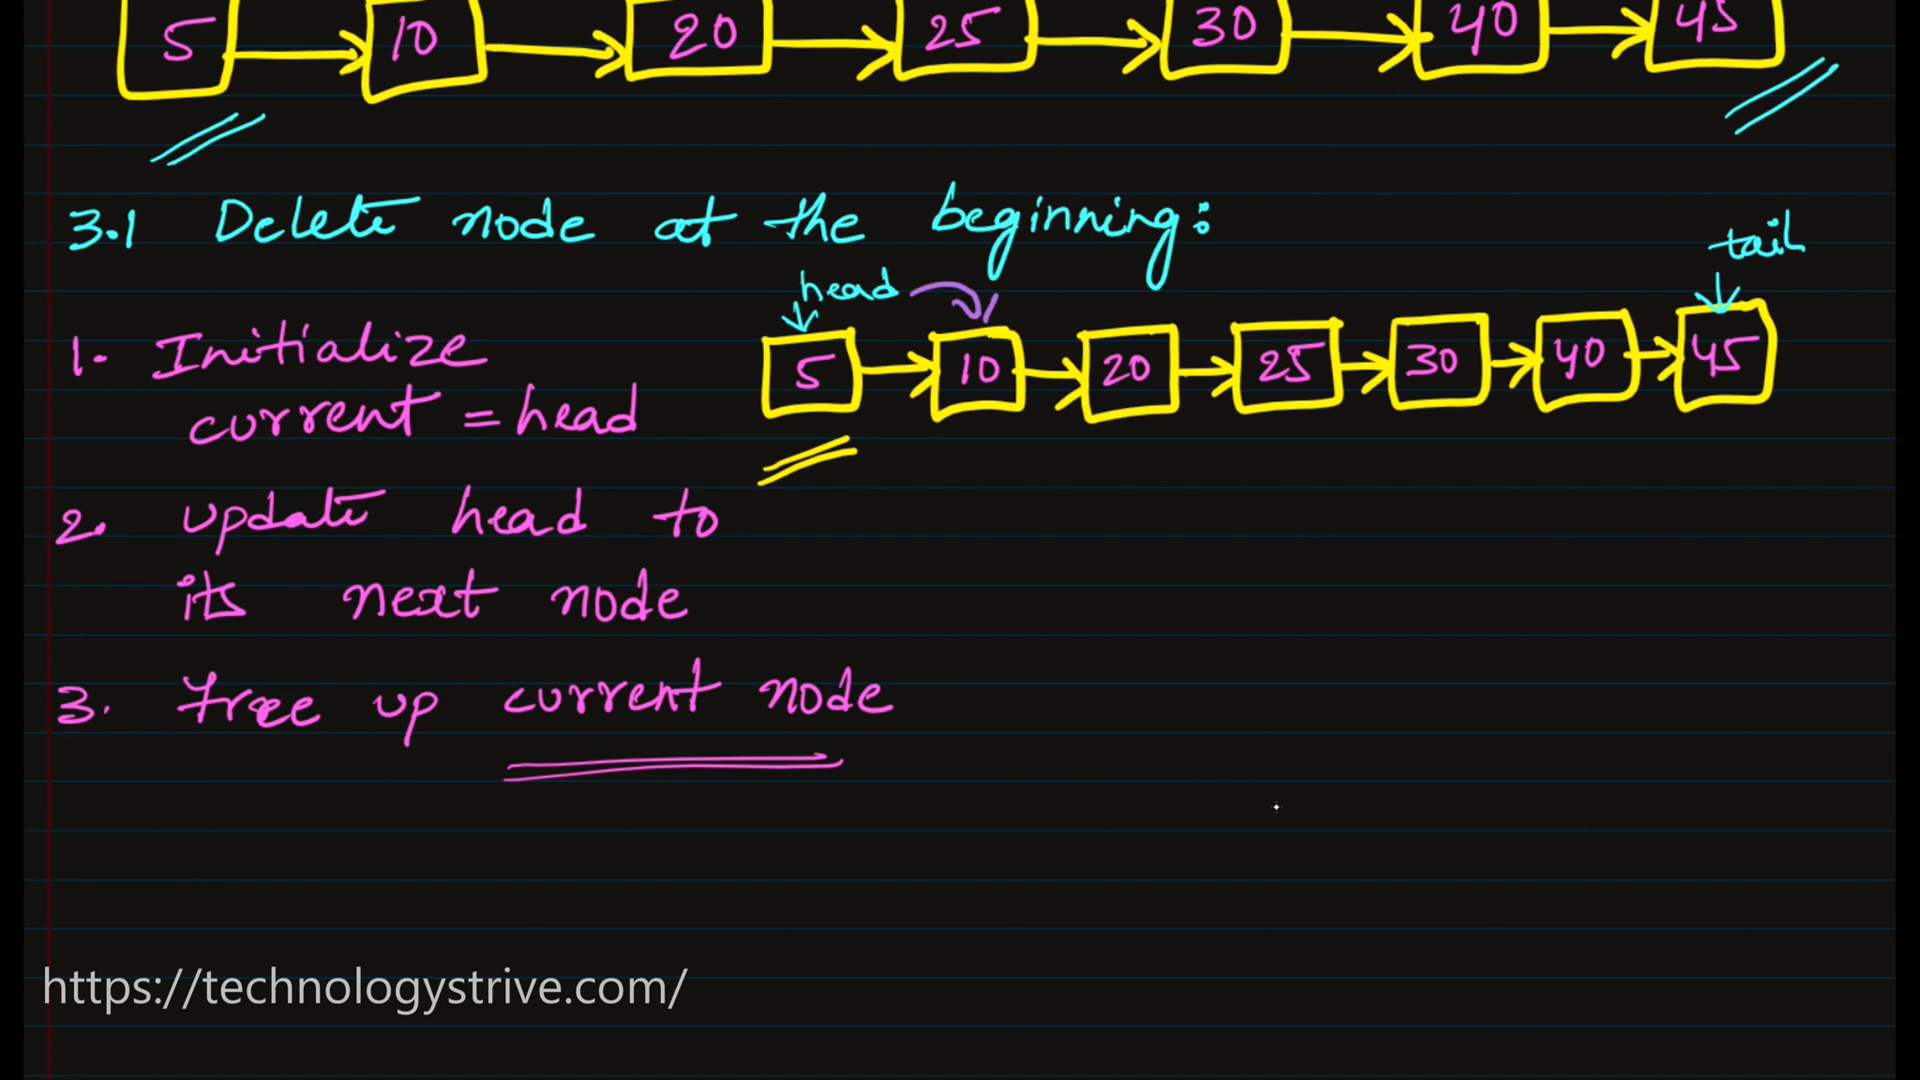 5 10 20 25 30 40 45
3.1 Delete node at the beginning:
tail
head
1. Initialize
5 10 20 25 30 40 45
current = head
2. update head to
its next node
3. free up current node
https://technologystrive.com/